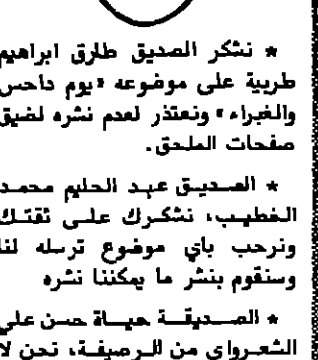 * نشكر الصديق طارق ابراهيم
طربية على موضوعه «يوم داحس
والغبراء» ونعتذر لعدم نشره لضيق
صفحات الملحق.
* الصديق عبد الحليم محمد
الخطيب، نشكرك على ثقتك
ونرحب باي موضوع ترسله لنا
وسنقوم بنشر ما يمكننا نشره
* الصديقة حياة حسن علي
الشعرواي من الرصيفة، نحن لا